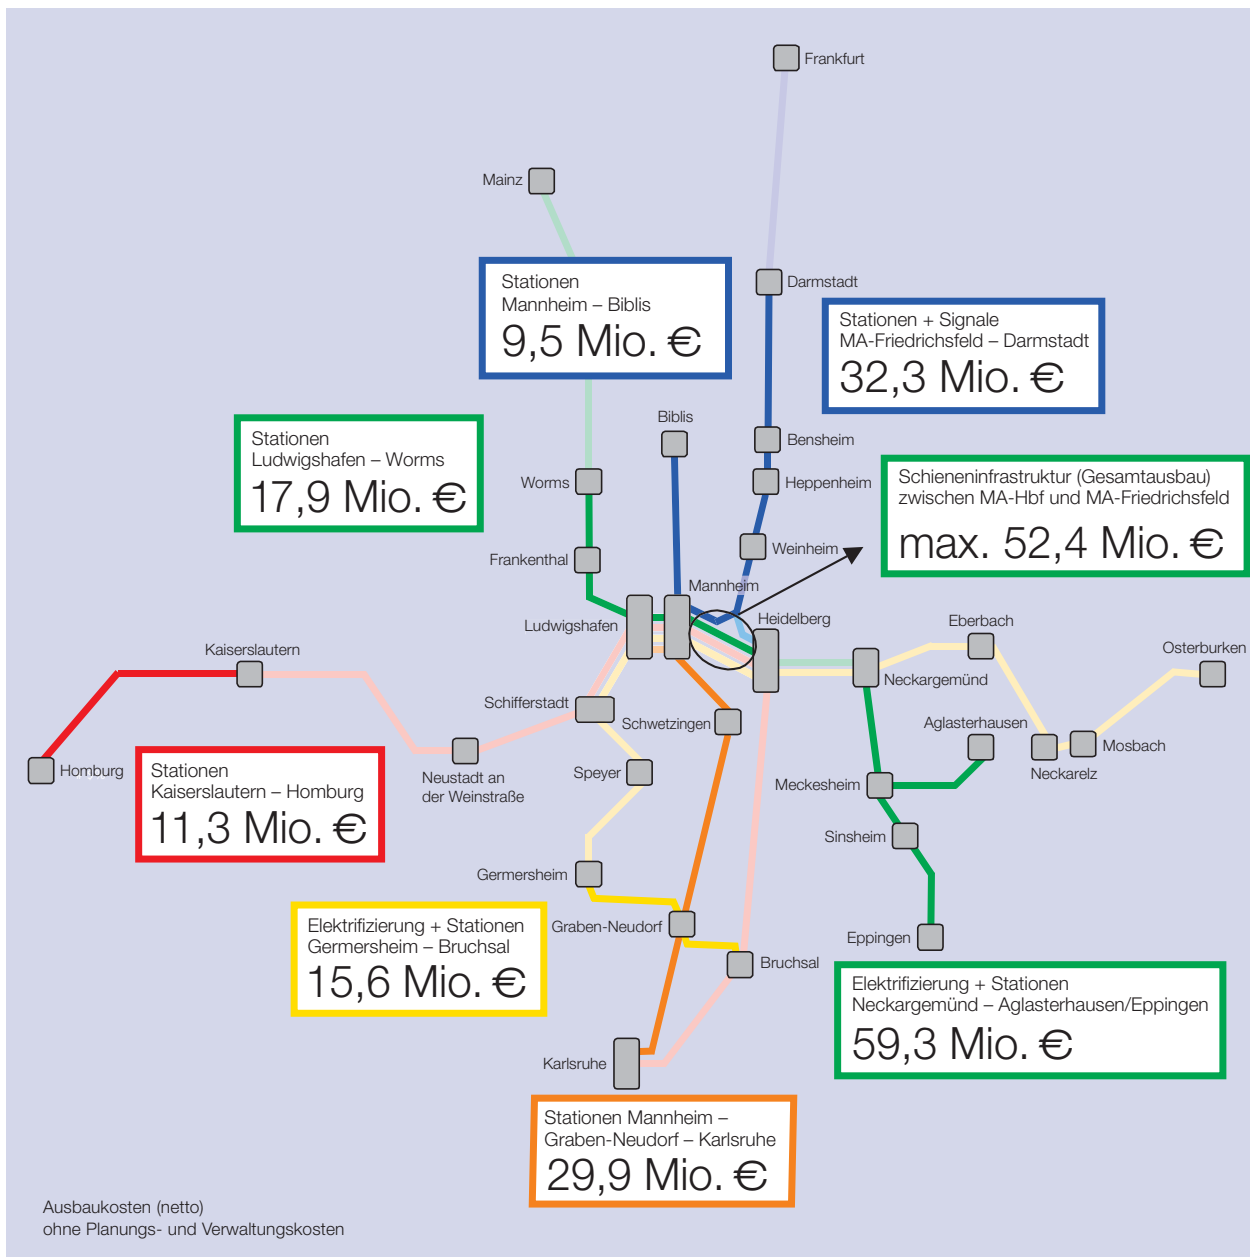 Frankfurt
Mainz
Stationen
Mannheim – Biblis
9,5 Mio. €
Darmstadt
Stationen + Signale
MA-Friedrichsfeld – Darmstadt
32,3 Mio. €
Stationen
Ludwigshafen – Worms
17,9 Mio. €
Biblis
Bensheim
Heppenheim
Worms
Schieneninfrastruktur (Gesamtausbau)
zwischen MA-Hbf und MA-Friedrichsfeld
max. 52,4 Mio. €
Frankenthal
Weinheim
Mannheim
Ludwigshafen
Heidelberg
Eberbach
Osterburken
Kaiserslautern
Neckargemünd
Schifferstadt
Schwetzingen
Aglasterhausen
Mosbach
Neckarelz
Homburg
Stationen
Kaiserslautern – Homburg
11,3 Mio. €
Neustadt an
der Weinstraße
Speyer
Meckesheim
Sinsheim
Germersheim
Elektrifizierung + Stationen
Germersheim – Bruchsal
15,6 Mio. €
Graben-Neudorf
Bruchsal
Eppingen
Elektrifizierung + Stationen
Neckargemünd – Aglasterhausen/Eppingen
59,3 Mio. €
Karlsruhe
Stationen Mannheim –
Graben-Neudorf – Karlsruhe
29,9 Mio. €
Ausbaukosten (netto)
ohne Planungs- und Verwaltungskosten